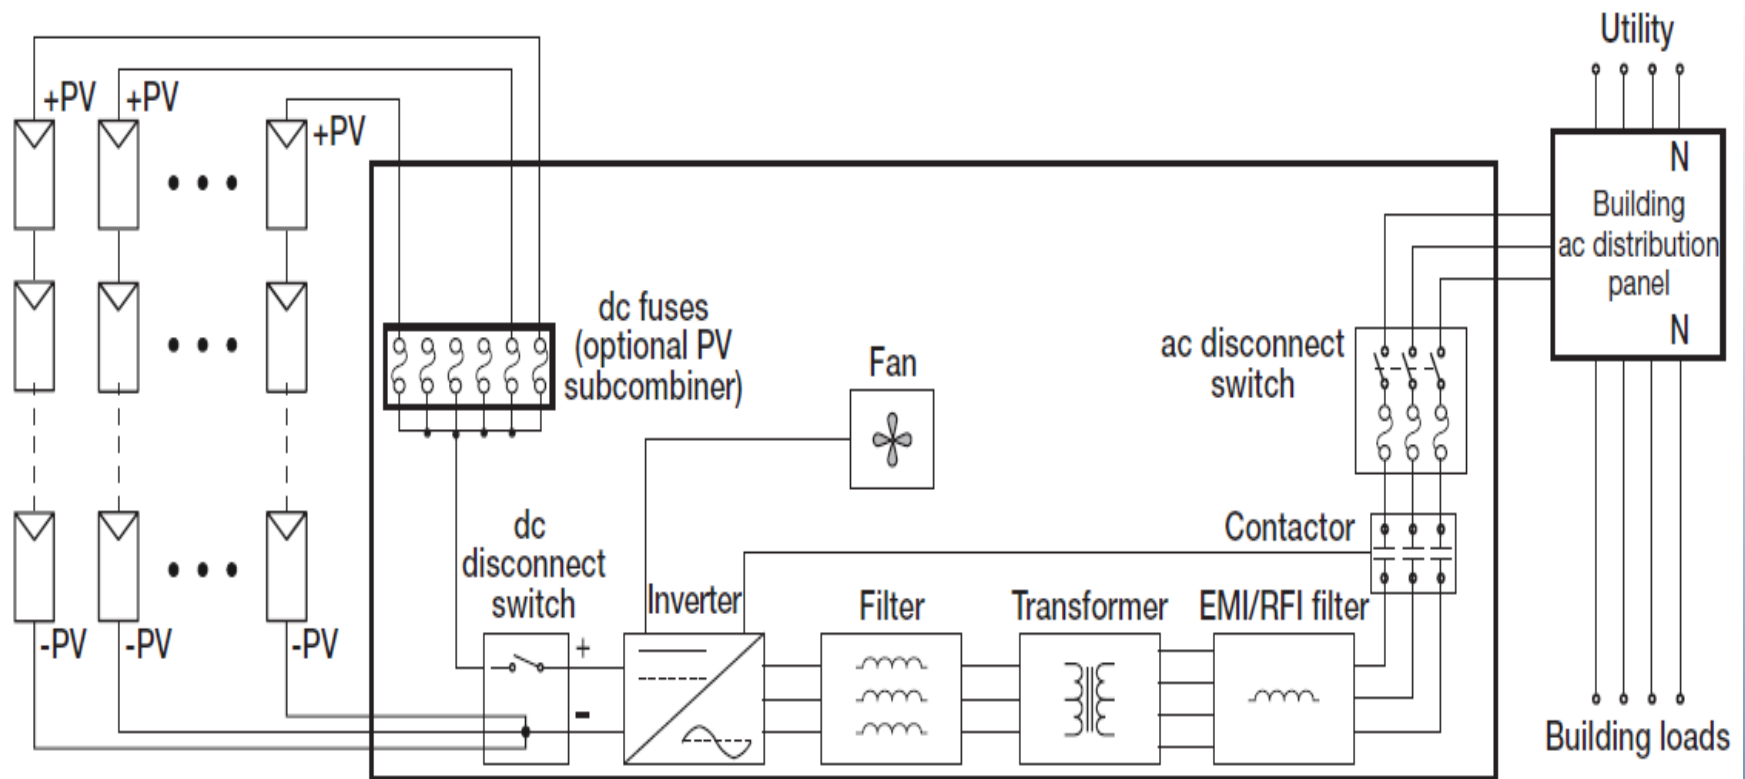 Utility
+PV
+PV
+PV
N
Building
ac distribution
panel
N
dc fuses
(optional PV
subcombiner)
Fan
ac disconnect
switch
dc
disconnect
switch
Contactor
Inverter
Filter
Transformer
EMI/RFI filter
-PV
-PV
-PV
+
-
Building loads